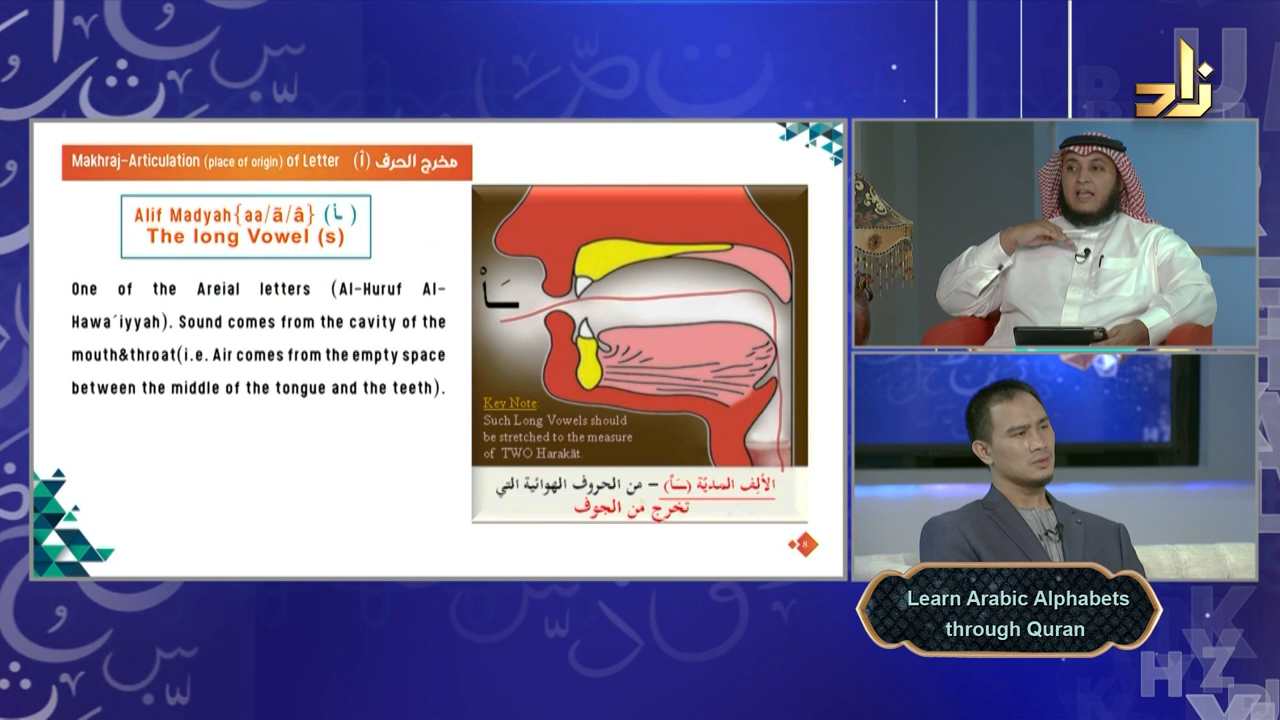 زاد
Makhraj-Articulation (place of origin) of Letter (أ) مخرج الحرف
Alif Madyah{aa/ã/â} (ـأ)
The long Vowel (s)
One of the Areial letters (Al-Huruf Al-
Hawa´iyyah). Sound comes from the cavity of the
mouth&throat(i.e. Air comes from the empty space
between the middle of the tongue and the teeth).
ـأ
Key Note:
Such Long Vowels should
be stretched to the measure
of TWO Harakāt
الألِف المديّة (ـأ) – من الحروف الهوائية التي
تخرج من الجوف
8
Learn Arabic Alphabets
through Quran